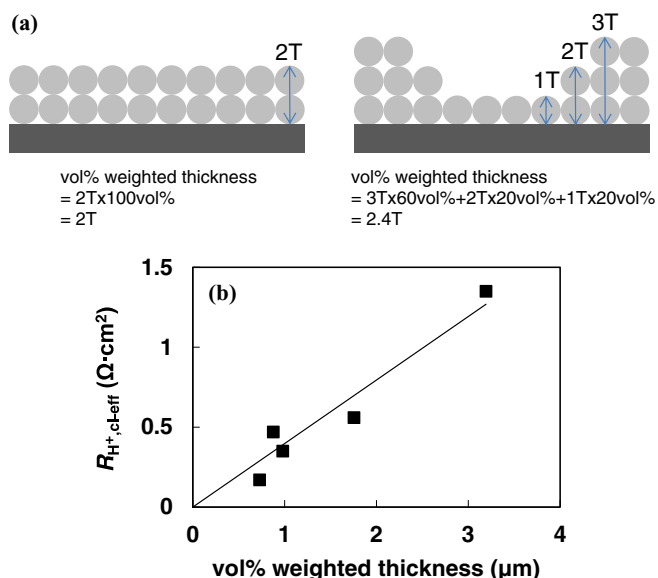 (a)
2T
1T
2T
3T
vol% weighted thickness
= 2Tx100vol%
= 2T
vol% weighted thickness
= 3Tx60vol%+2Tx20vol%+1Tx20vol%
= 2.4T
(b)
1.5
1
0.5
0
R_H⁺,cl-eff (Ω·cm²)
0 1 2 3 4
vol% weighted thickness (μm)